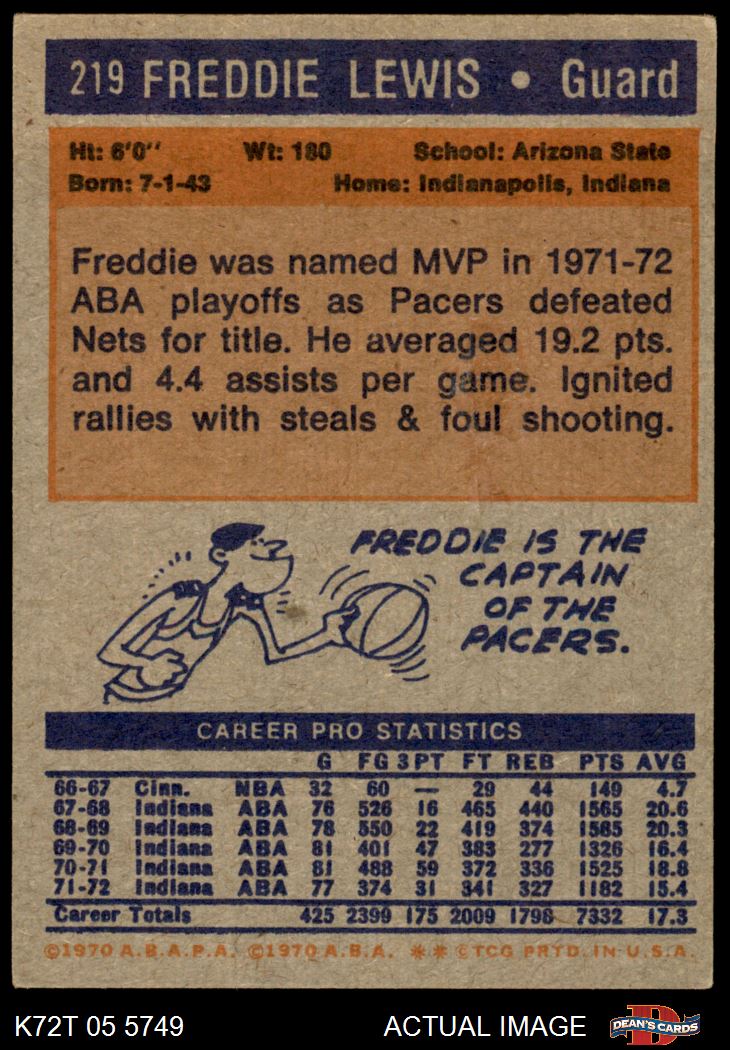 219 FREDDIE LEWIS • Guard
Ht: 6'0" Wt: 180 School: Arizona State
Born: 7-1-43 Home: Indianapolis, Indiana
Freddie was named MVP in 1971-72
ABA playoffs as Pacers defeated
Nets for title. He averaged 19.2 pts.
and 4.4 assists per game. Ignited
rallies with steals & foul shooting.
FREDDIE IS THE
CAPTAIN
OF THE
PACERS.
CAREER PRO STATISTICS
G FG 3PT FT REB PTS AVG
66-67 Cinn. NBA 32 60 — 29 44 149 4.7
67-68 Indiana ABA 76 526 16 465 440 1565 20.6
68-69 Indiana ABA 78 550 22 419 374 1585 20.3
69-70 Indiana ABA 81 401 47 383 277 1326 16.4
70-71 Indiana ABA 81 488 59 372 336 1525 18.8
71-72 Indiana ABA 77 374 31 341 327 1182 15.4
Career Totals 425 2399 175 2009 1798 7332 17.3
©1970 A.B.A.P.A. ©1970 A.B.A. ** ©TCG PRTD. IN U.S.A.
K72T 05 5749 ACTUAL IMAGE D DEAN'S CARDS